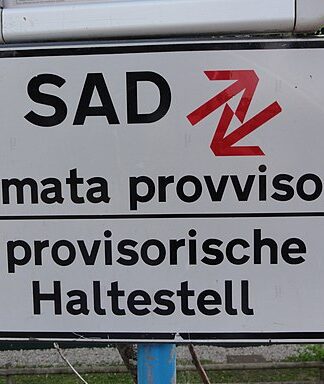 SAD
mata provviso
provisorische
Haltestell